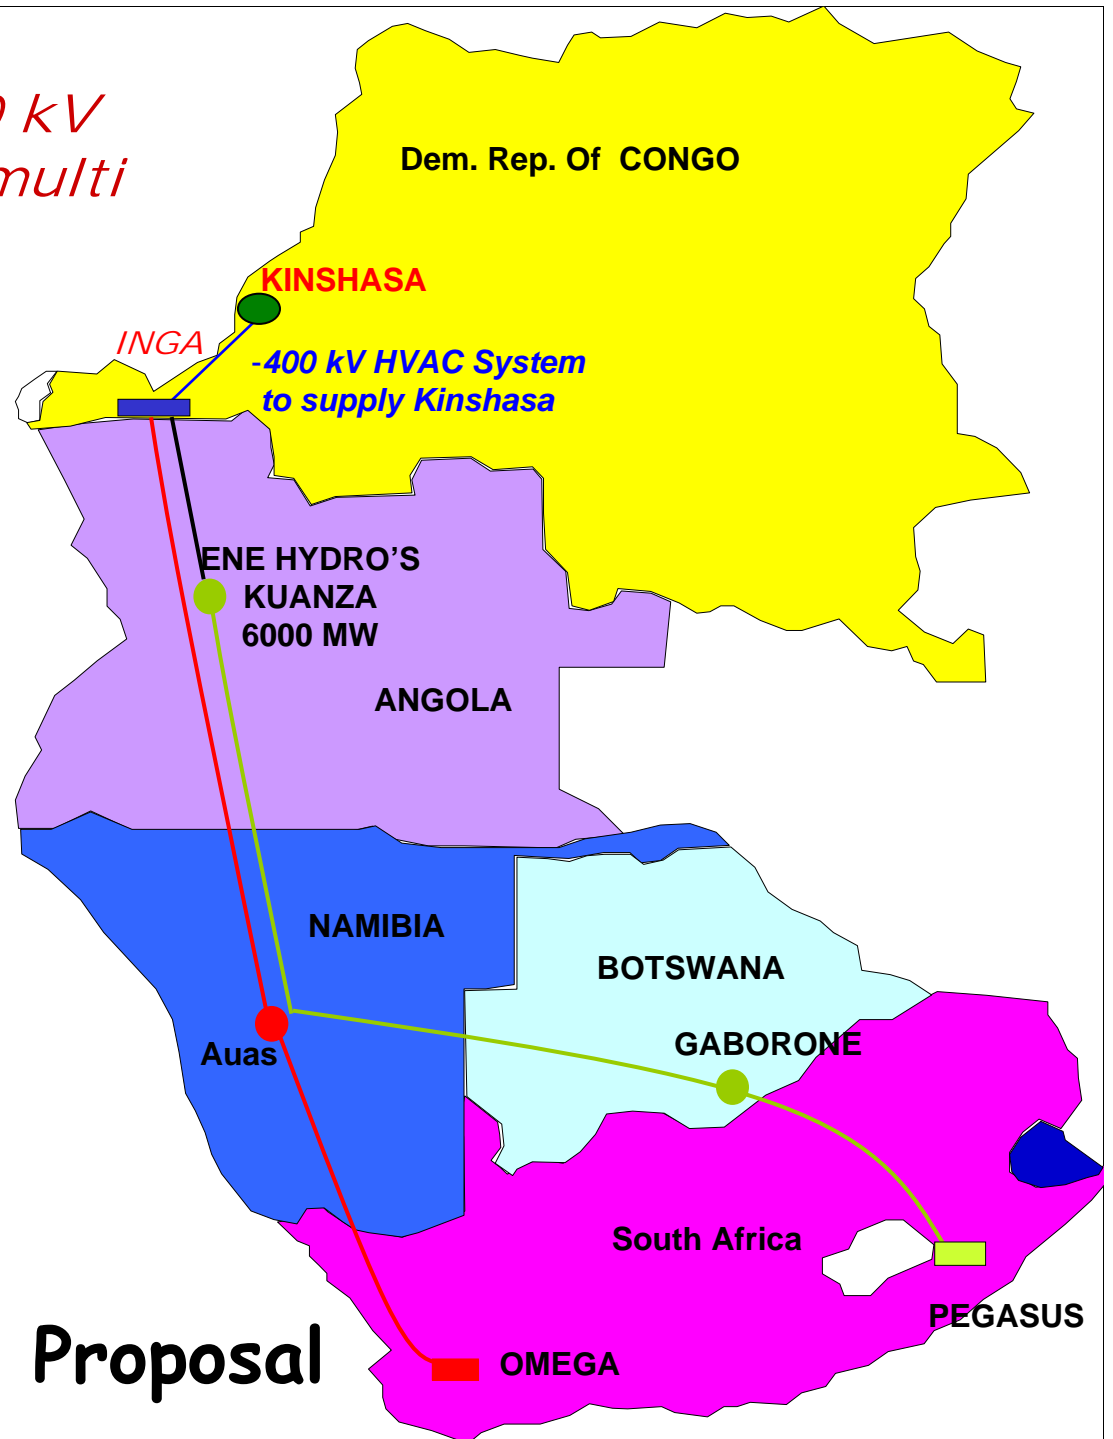 kV
multi
Dem. Rep. Of CONGO
KINSHASA
INGA
-400 kV HVAC System
to supply Kinshasa
ENE HYDRO’S
KUANZA
6000 MW
ANGOLA
NAMIBIA
BOTSWANA
GABORONE
Auas
South Africa
PEGASUS
Proposal
OMEGA